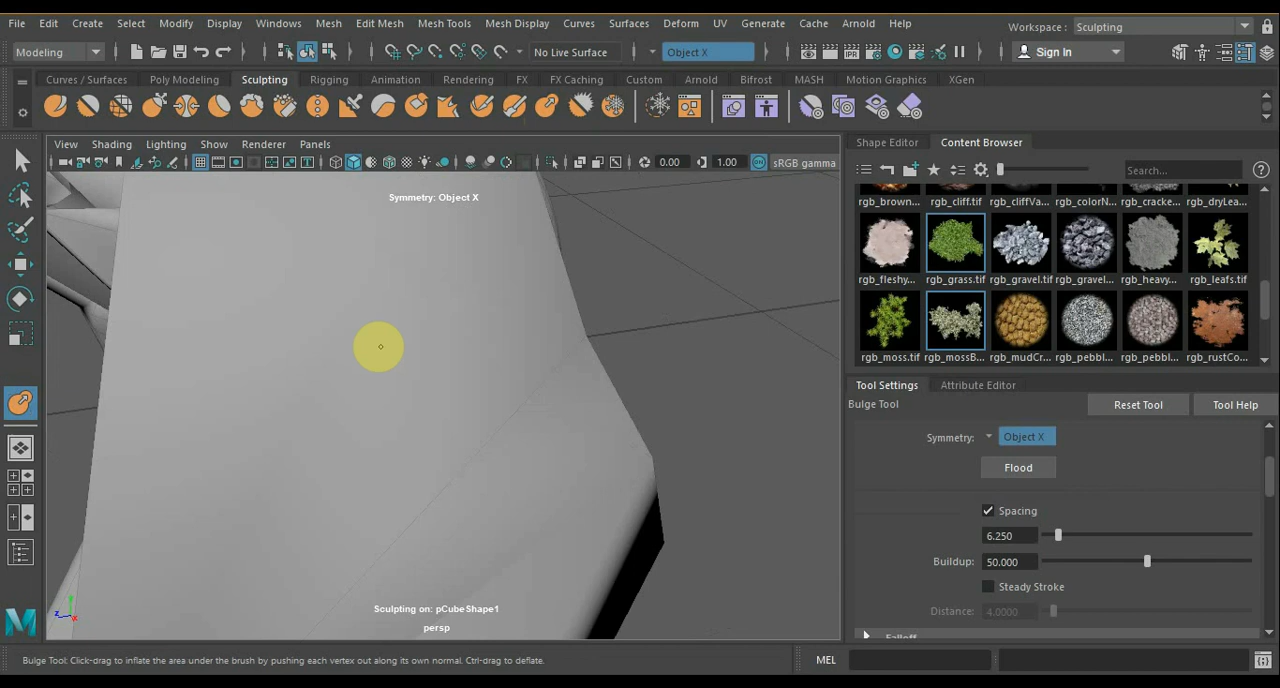 File Edit Create Select Modify Display Windows Mesh Edit Mesh Mesh Tools Mesh Display Curves Surfaces Deform UV Generate Cache Arnold Help
Workspace : Sculpting
Modeling No Live Surface Object X Sign In
Curves / Surfaces Poly Modeling Sculpting Rigging Animation Rendering FX FX Caching Custom Arnold Bifrost MASH Motion Graphics XGen
View Shading Lighting Show Renderer Panels
Shape Editor Content Browser
0.00 1.00 ON sRGB gamma
Search...
Symmetry: Object X
rgb_brown... rgb_cliff.tif rgb_cliffVa... rgb_colorN... rgb_cracke... rgb_dryLea...
rgb_fleshy... rgb_grass.tif rgb_gravel.tif rgb_gravel... rgb_heavy... rgb_leafs.tif
rgb_moss.tif rgb_mossB... rgb_mudCr... rgb_pebbl... rgb_pebbl... rgb_rustCo...
Tool Settings Attribute Editor
Bulge Tool Reset Tool Tool Help
Symmetry: Object X
Flood
Spacing
6.250
Buildup: 50.000
Steady Stroke
Distance: 4.0000
Falloff
y
z x
Sculpting on: pCubeShape1
persp
Bulge Tool: Click-drag to inflate the area under the brush by pushing each vertex out along its own normal. Ctrl-drag to deflate.
MEL